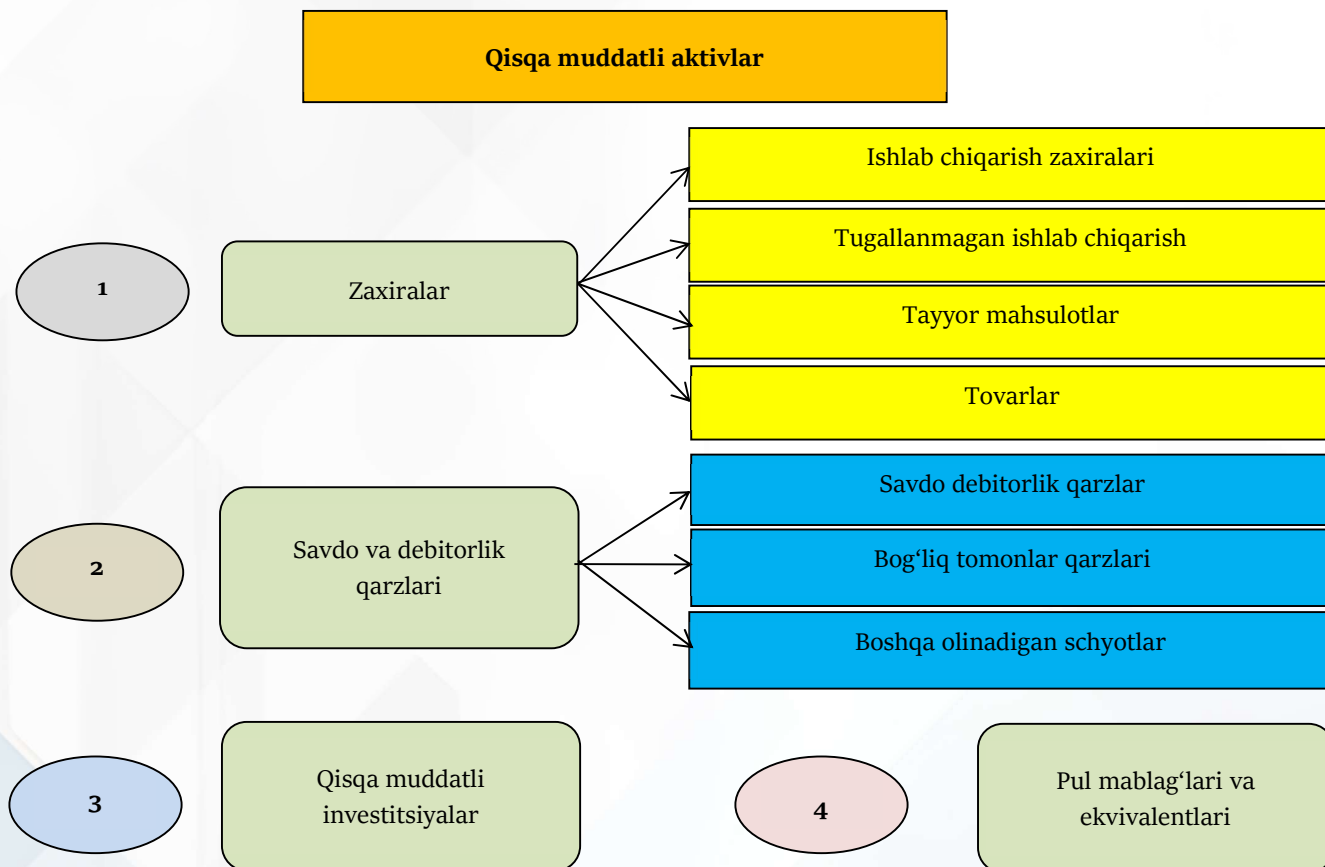 Qisqa muddatli aktivlar
1
Zaxiralar
Ishlab chiqarish zaxiralari
Tugallanmagan ishlab chiqarish
Tayyor mahsulotlar
Tovarlar
2
Savdo va debitorlik
qarzlari
Savdo debitorlik qarzlar
Bog‘liq tomonlar qarzlari
Boshqa olinadigan schyotlar
3
Qisqa muddatli
investitsiyalar
4
Pul mablag‘lari va
ekvivalentlari